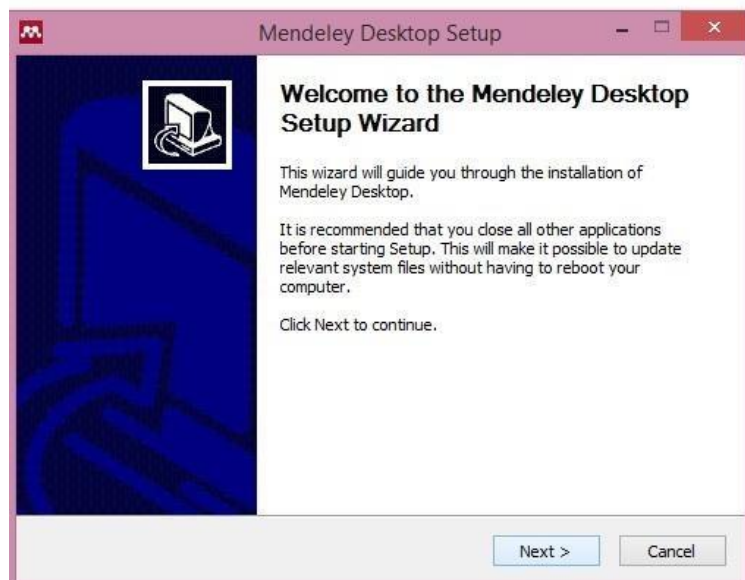 Mendeley Desktop Setup
Welcome to the Mendeley Desktop
Setup Wizard
This wizard will guide you through the installation of
Mendeley Desktop.
It is recommended that you close all other applications
before starting Setup. This will make it possible to update
relevant system files without having to reboot your
computer.
Click Next to continue.
Next >
Cancel